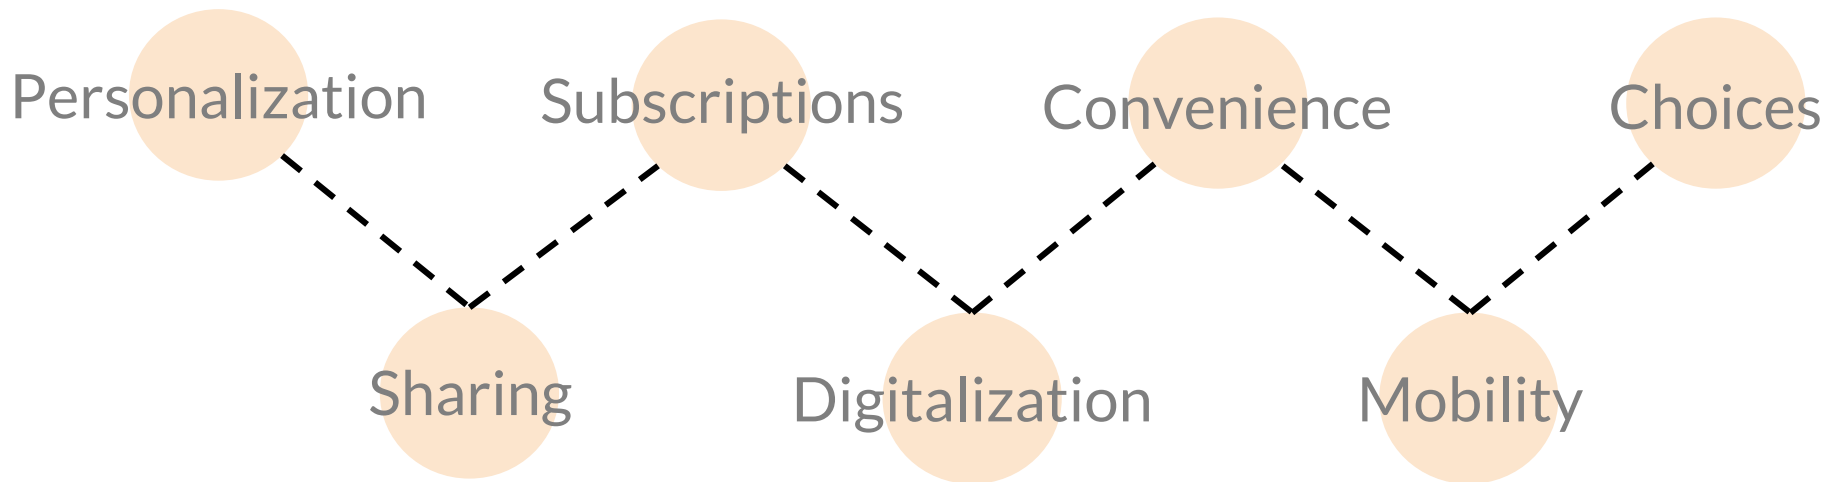 Personalization
Subscriptions
Convenience
Choices
Sharing
Digitalization
Mobility